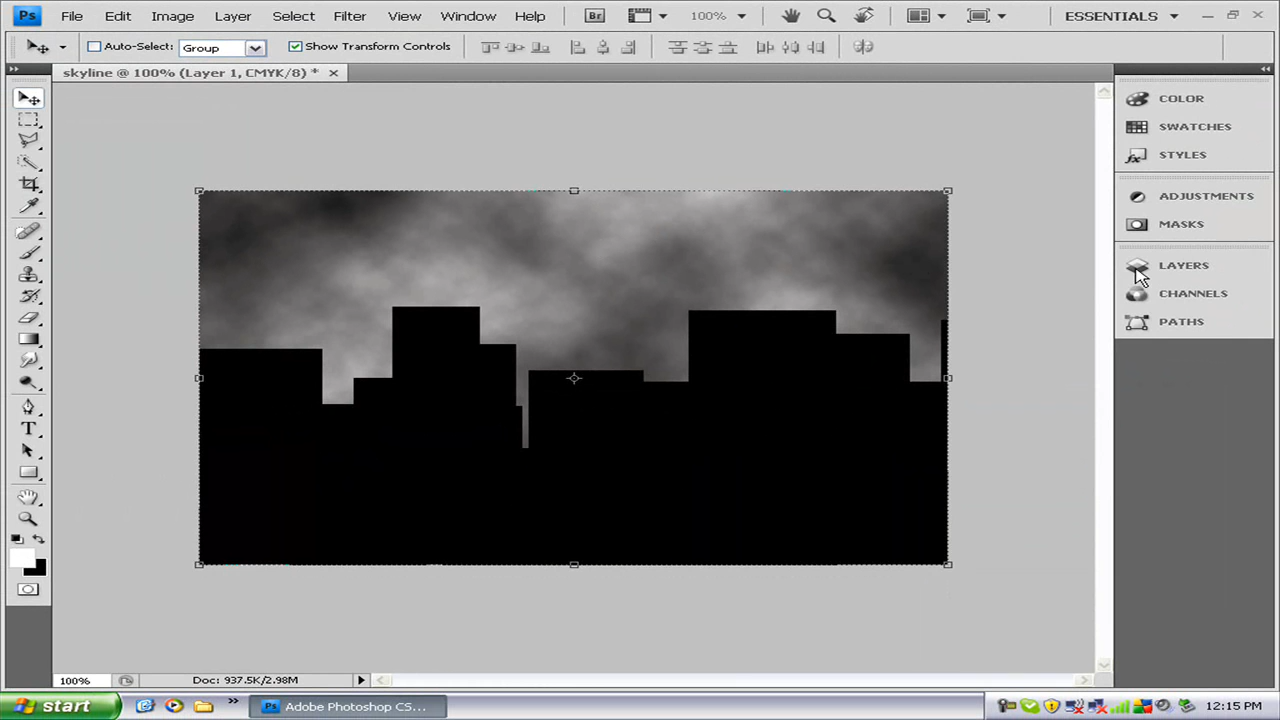 Ps File Edit Image Layer Select Filter Analysis View Window Help Br 100% ESSENTIALS
Auto-Select: Group Show Transform Controls
skyline @ 100% (Layer 1, CMYK/8) *
COLOR
SWATCHES
STYLES
ADJUSTMENTS
MASKS
LAYERS
CHANNELS
PATHS
T
100% Doc: 937.5K/2.98M
start Ps Adobe Photoshop CS... 12:15 PM